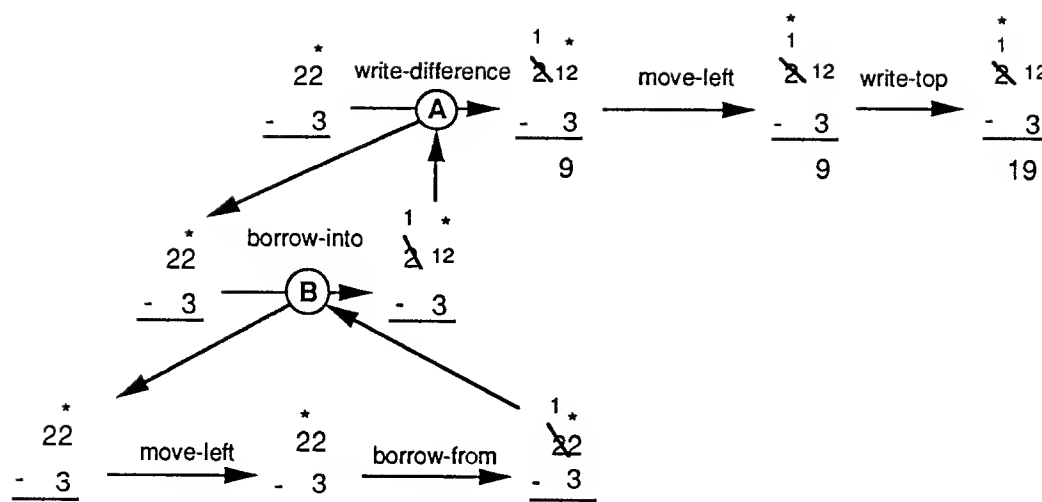 * 1 * * *
22 write-difference 2 12 move-left 1 write-top 1
- 3 A - 3 2 12 2 12
9 - 3 - 3
9 19
* 1 *
22 borrow-into 2 12
- 3 B - 3
* * 1 *
22 move-left 22 borrow-from 22
- 3 - 3 - 3